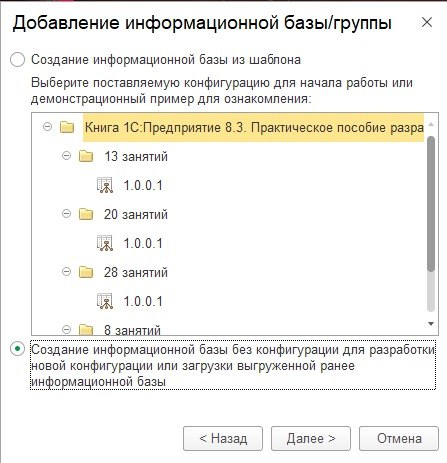 Добавление информационной базы/группы
Создание информационной базы из шаблона
Выберите поставляемую конфигурацию для начала работы или
демонстрационный пример для ознакомления:
Книга 1С:Предприятие 8.3. Практическое пособие разра
13 занятий
1.0.0.1
20 занятий
1.0.0.1
28 занятий
1.0.0.1
8 занятий
Создание информационной базы без конфигурации для разработки
новой конфигурации или загрузки выгруженной ранее
информационной базы
< Назад Далее > Отмена